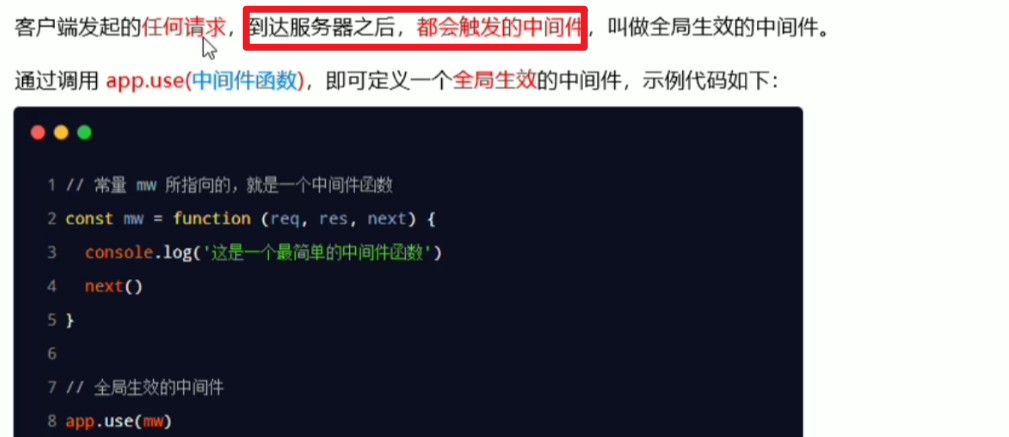 客户端发起的任何请求，到达服务器之后，都会触发的中间件，叫做全局生效的中间件。
通过调用 app.use(中间件函数)，即可定义一个全局生效的中间件，示例代码如下：
1 // 常量 mw 所指向的，就是一个中间件函数
2 const mw = function (req, res, next) {
3   console.log('这是一个最简单的中间件函数')
4   next()
5 }
6
7 // 全局生效的中间件
8 app.use(mw)